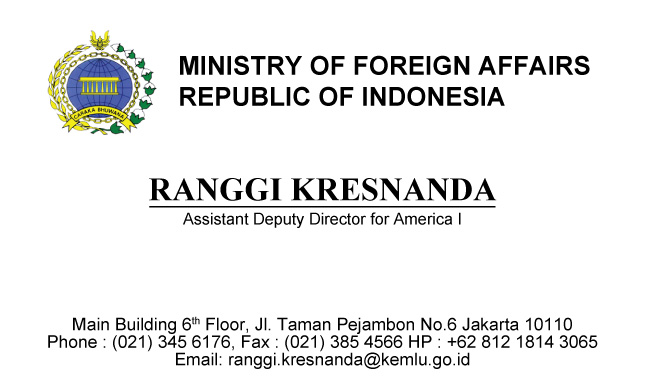 CARAKA BHUWANA
MINISTRY OF FOREIGN AFFAIRS
REPUBLIC OF INDONESIA
RANGGI KRESNANDA
Assistant Deputy Director for America I
Main Building 6th Floor, Jl. Taman Pejambon No.6 Jakarta 10110
Phone : (021) 345 6176, Fax : (021) 385 4566 HP : +62 812 1814 3065
Email: ranggi.kresnanda@kemlu.go.id